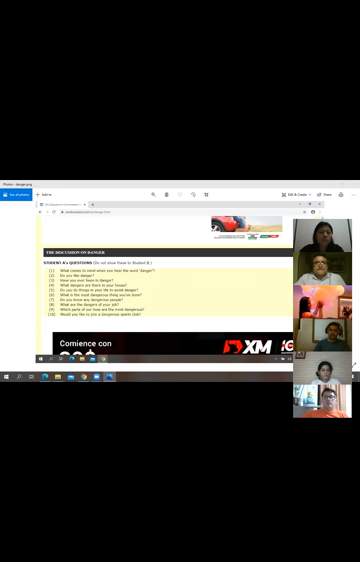 Photos - danger.png
See all photos
Add to
Edit & Create
Share
THE DISCUSSION ON DANGER
STUDENT A's QUESTIONS (Do not show these to Student B.)
(1) What comes to mind when you hear the word 'danger'?
(2) Do you like danger?
(3) Have you ever been in danger?
(4) What dangers are there in your house?
(5) Do you do things in your life to avoid danger?
(6) What is the most dangerous thing you've done?
(7) Do you know any dangerous people?
(8) What are the dangers of your job?
(9) Which parts of our lives are the most dangerous?
(10) Would you like to join a dangerous sports club?
Comience con
XM